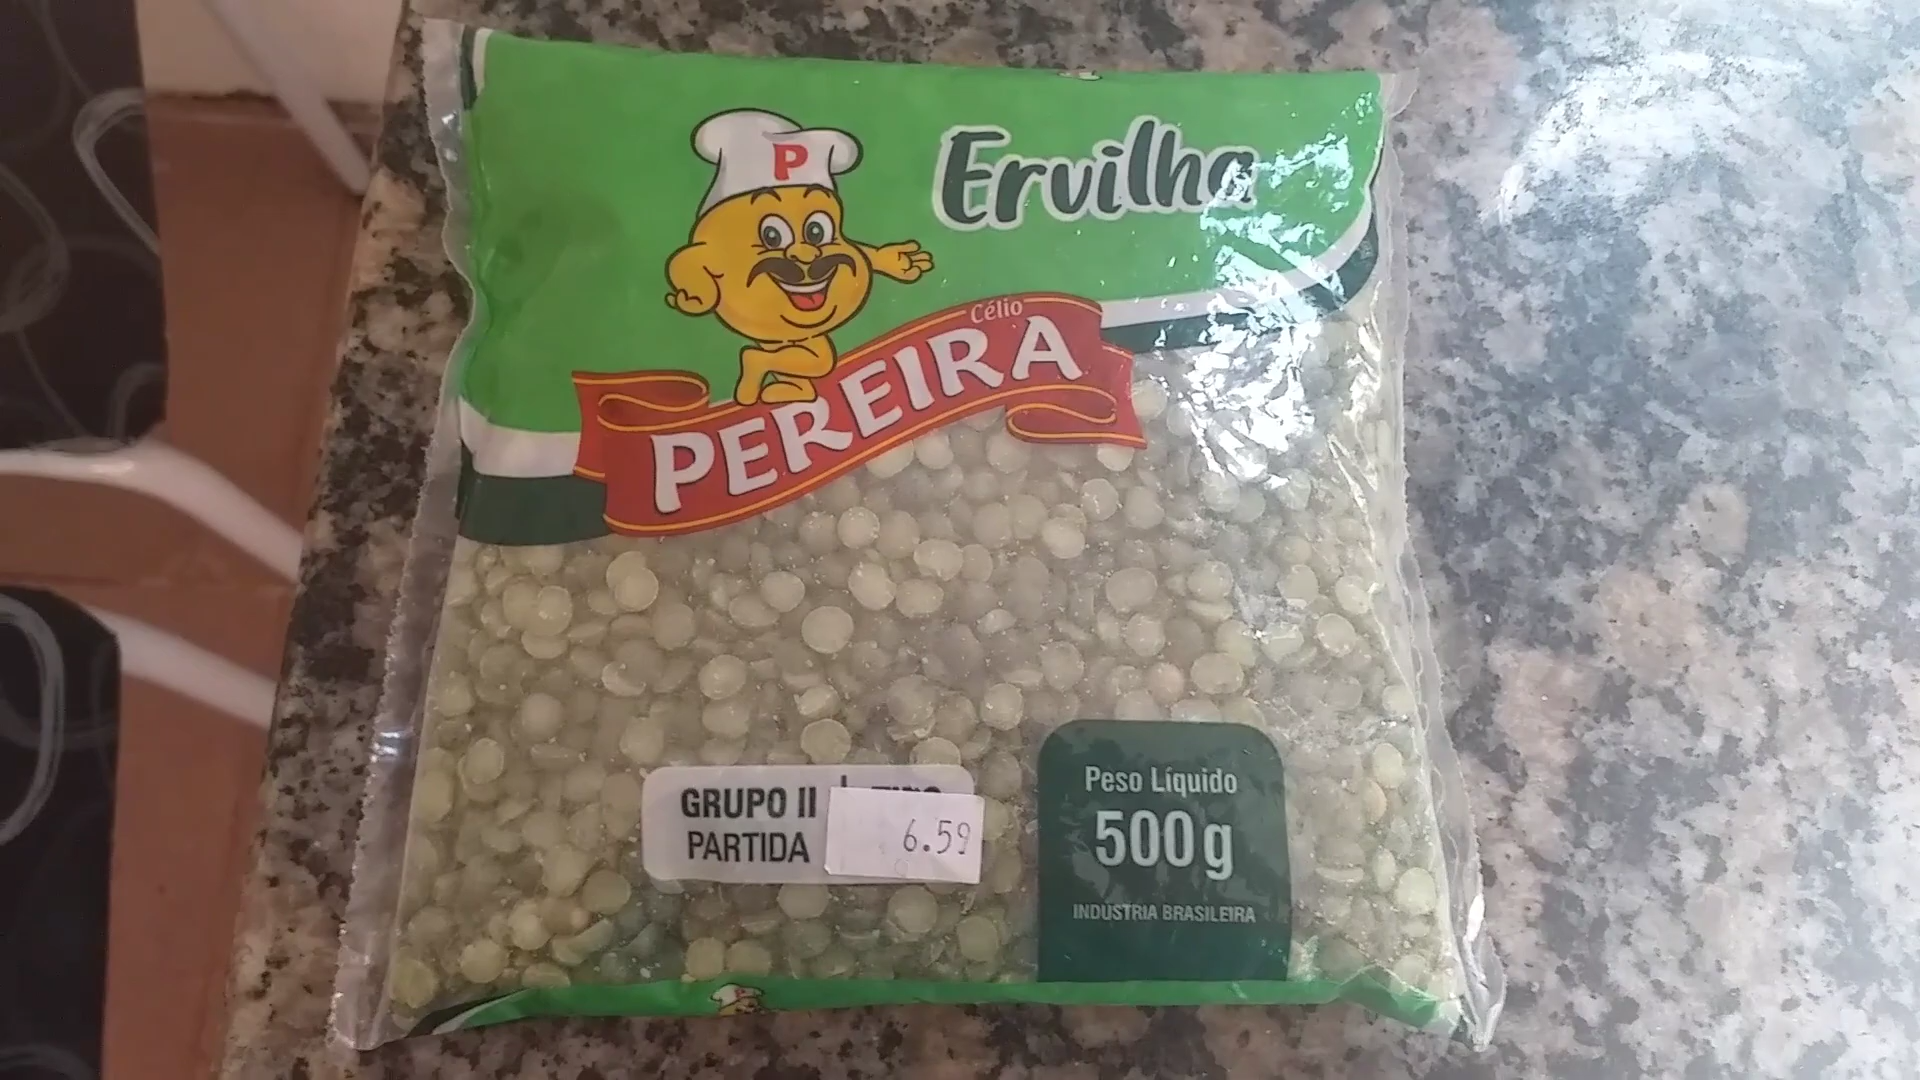 P
Ervilha
Célio
PEREIRA
GRUPO II
PARTIDA
6.59
Peso Líquido
500g
INDUSTRIA BRASILEIRA